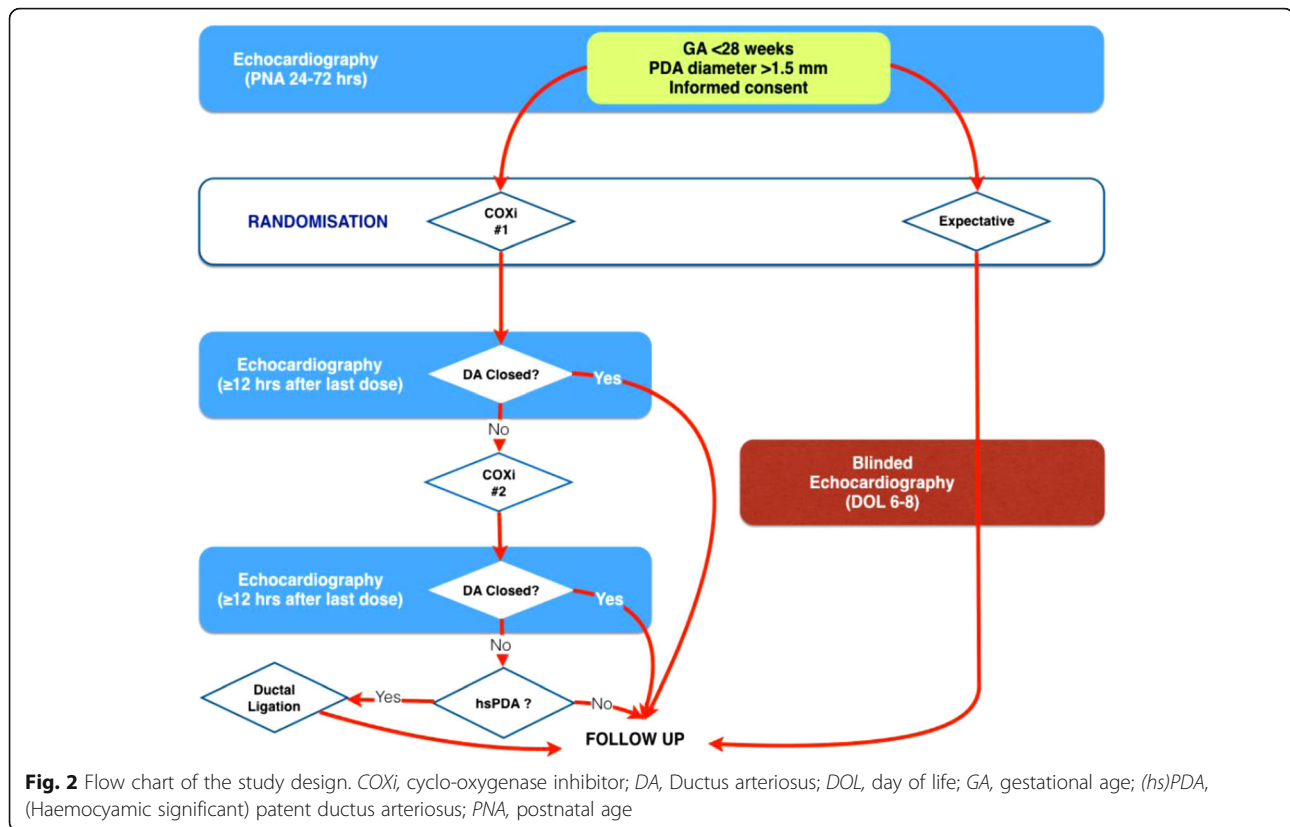 Echocardiography
(PNA 24-72 hrs)
GA <28 weeks
PDA diameter >1.5 mm
Informed consent
RANDOMISATION
COXi
#1
Expectative
Echocardiography
(≥12 hrs after last dose)
DA Closed?
Yes
No
COXi
#2
Blinded
Echocardiography
(DOL 6-8)
Echocardiography
(≥12 hrs after last dose)
DA Closed?
Yes
No
Ductal
Ligation
Yes
hsPDA ?
No
FOLLOW UP
Fig. 2 Flow chart of the study design. COXi, cyclo-oxygenase inhibitor; DA, Ductus arteriosus; DOL, day of life; GA, gestational age; (hs)PDA,
(Haemocyamic significant) patent ductus arteriosus; PNA, postnatal age